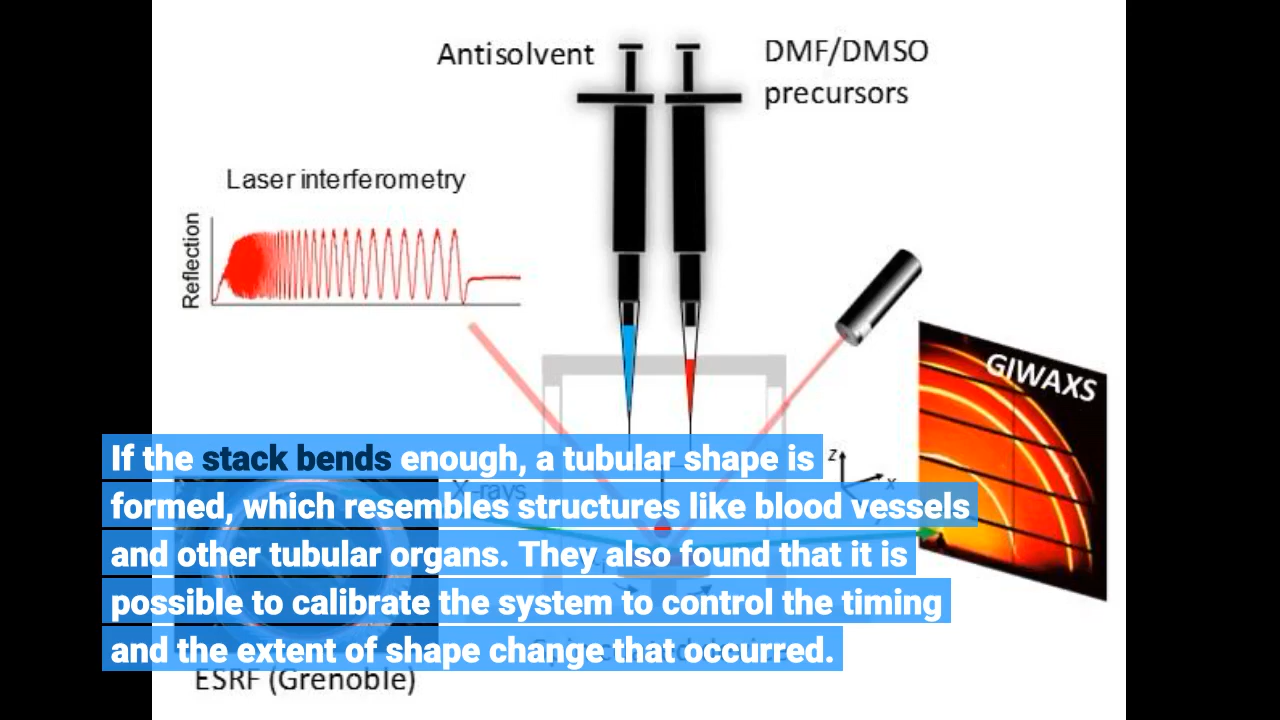 Antisolvent
DMF/DMSO
precursors
Laser interferometry
Reflection
GIWAXS
z
x
X-rays
If the stack bends enough, a tubular shape is
formed, which resembles structures like blood vessels
and other tubular organs. They also found that it is
possible to calibrate the system to control the timing
and the extent of shape change that occurred.
ESRF (Grenoble)